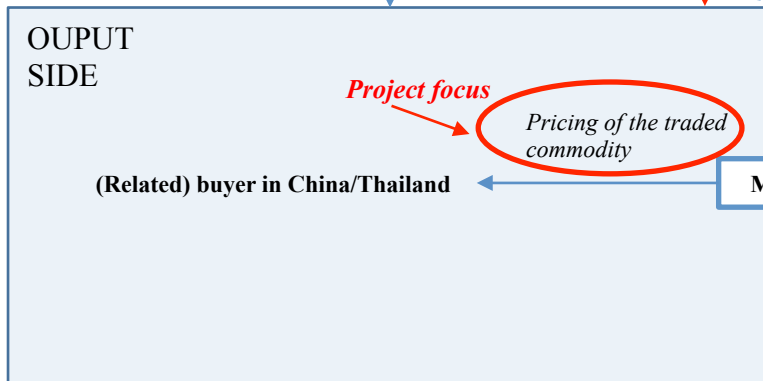 OUPUT
SIDE
Project focus
Pricing of the traded
commodity
(Related) buyer in China/Thailand
M